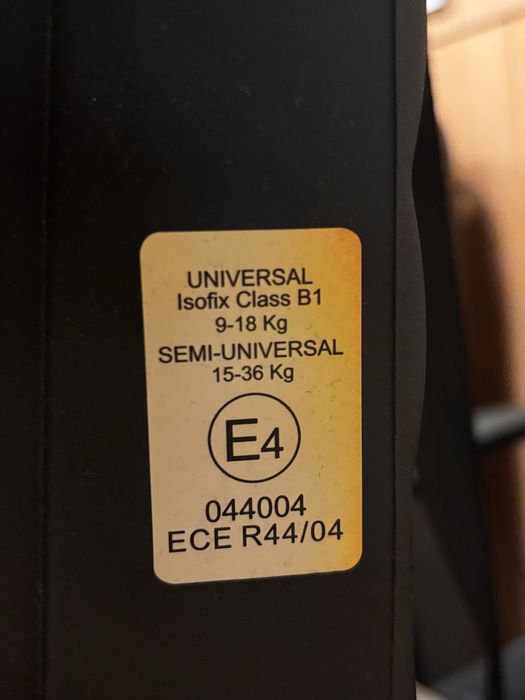 UNIVERSAL
Isofix Class B1
9-18 Kg
SEMI-UNIVERSAL
15-36 Kg
E4
044004
ECE R44/04